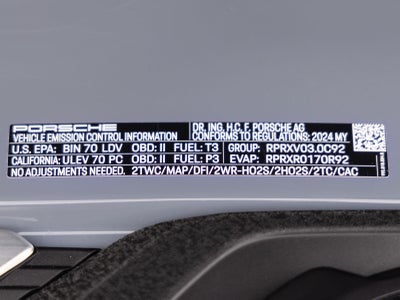 PORSCHE DR. ING. H.C. F. PORSCHE AG
VEHICLE EMISSION CONTROL INFORMATION CONFORMS TO REGULATIONS: 2024 MY
U.S. EPA: BIN 70 LDV OBD: II FUEL: T3 GROUP: RPRXV03.0C92
CALIFORNIA: ULEV 70 PC OBD: II FUEL: P3 EVAP: RPRXR0170R92
NO ADJUSTMENTS NEEDED. 2TWC/MAP/DFI/2WR-HO2S/2HO2S/2TC/CAC